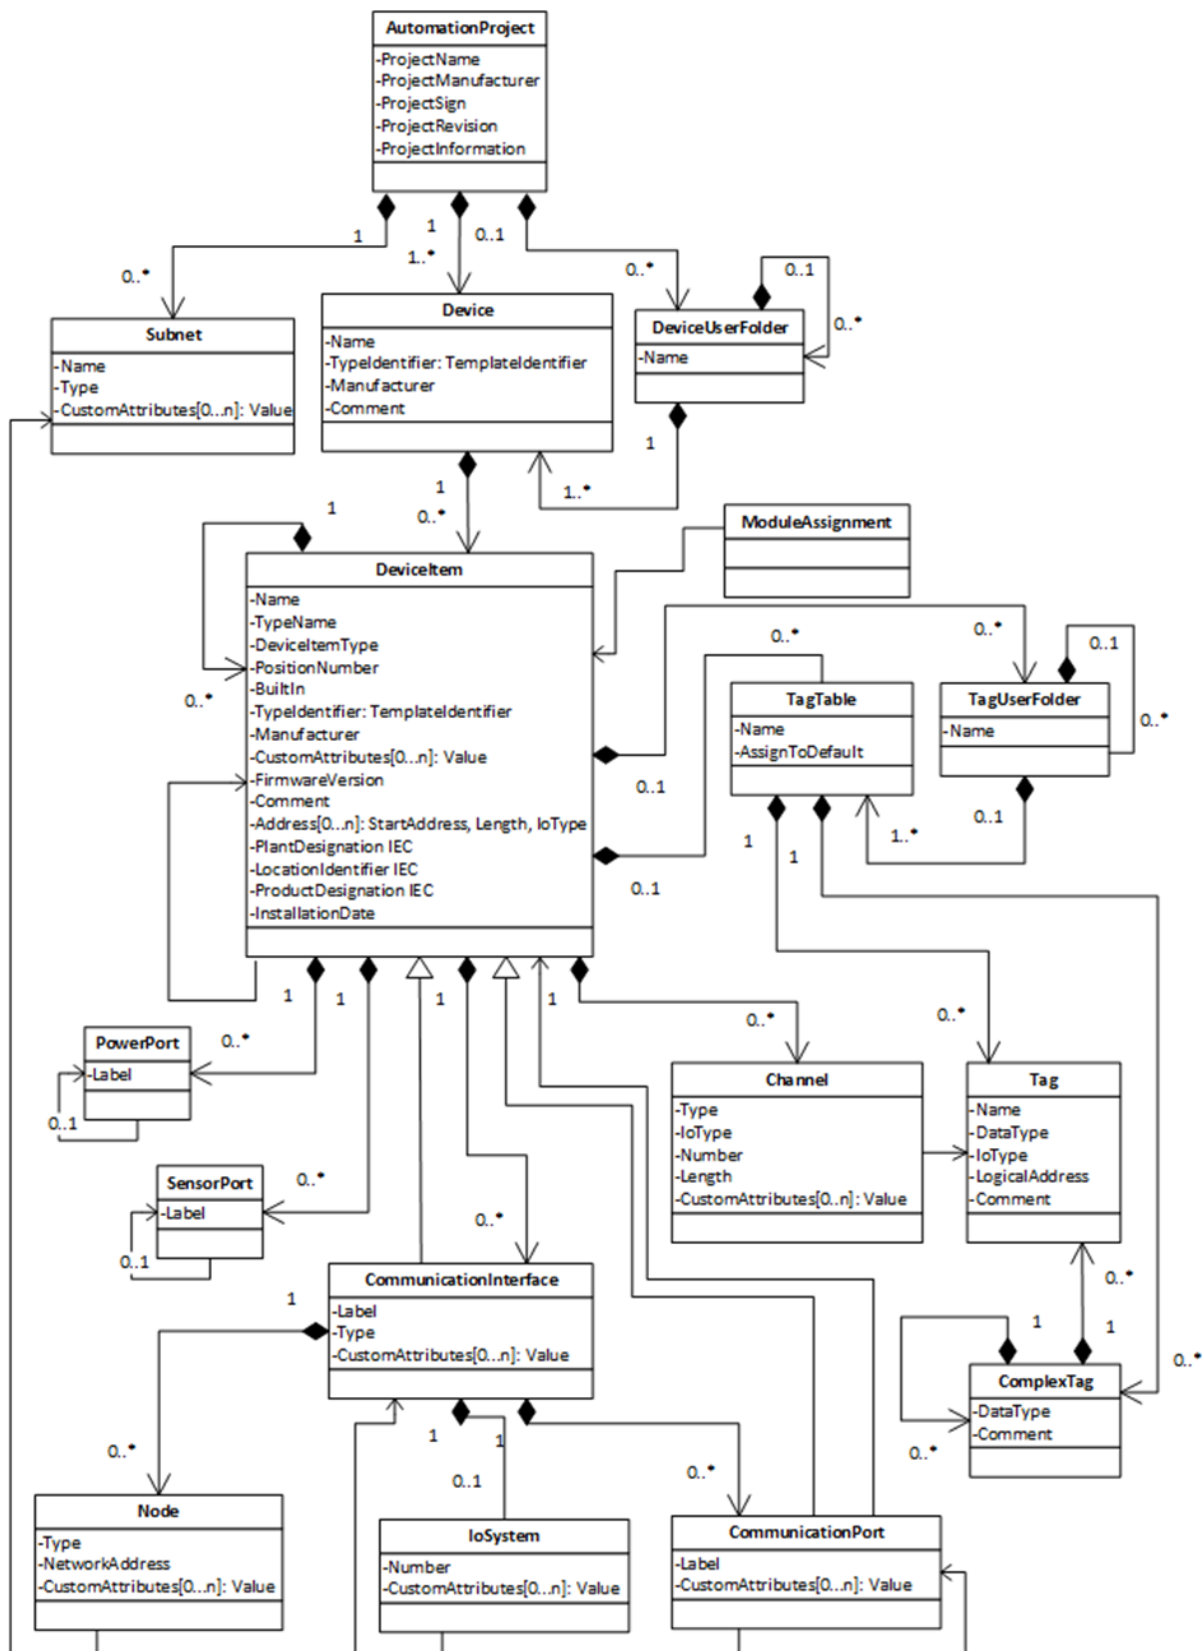 AutomationProject
-ProjectName
-ProjectManufacturer
-ProjectSign
-ProjectRevision
-ProjectInformation
1
1
0..1
0..*
1..*
0..*
0..1
0..*
Subnet
-Name
-Type
-CustomAttributes[0...n]: Value
Device
-Name
-TypeIdentifier: TemplateIdentifier
-Manufacturer
-Comment
DeviceUserFolder
-Name
1
1..*
1
0..*
1
0..*
ModuleAssignment
DeviceItem
-Name
-TypeName
-DeviceItemType
-PositionNumber
-BuiltIn
-TypeIdentifier: TemplateIdentifier
-Manufacturer
-CustomAttributes[0...n]: Value
-FirmwareVersion
-Comment
-Address[0...n]: StartAddress, Length, IoType
-PlantDesignation IEC
-LocationIdentifier IEC
-ProductDesignation IEC
-InstallationDate
0..*
0..*
0..1
0..*
TagTable
-Name
-AssignToDefault
TagUserFolder
-Name
0..1
0..1
0..1
1..*
1
1
1
1
1
1
0..*
0..*
0..*
PowerPort
-Label
0..1
Channel
-Type
-IoType
-Number
-Length
-CustomAttributes[0...n]: Value
Tag
-Name
-DataType
-IoType
-LogicalAddress
-Comment
SensorPort
-Label
0..*
0..1
0..*
0..*
CommunicationInterface
-Label
-Type
-CustomAttributes[0...n]: Value
1
1
1
0..*
ComplexTag
-DataType
-Comment
0..*
1
1
0..*
0..1
0..*
Node
-Type
-NetworkAddress
-CustomAttributes[0...n]: Value
IoSystem
-Number
-CustomAttributes[0...n]: Value
CommunicationPort
-Label
-CustomAttributes[0...n]: Value